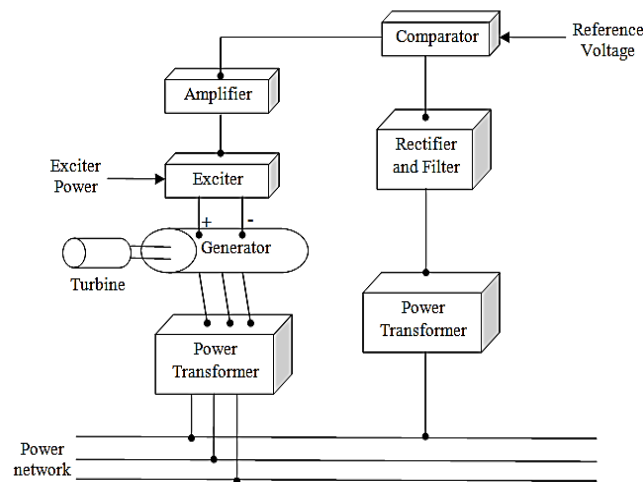 Comparator
Reference
Voltage
Amplifier
Rectifier
and Filter
Exciter
Power
Exciter
+
-
Generator
Turbine
Power
Transformer
Power
Transformer
Power
network